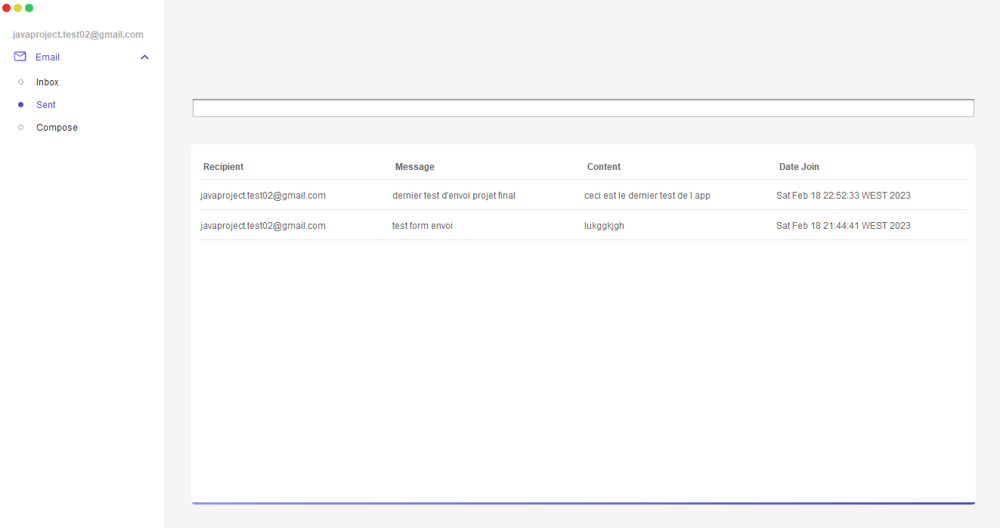 javaproject.test02@gmail.com
Email
Inbox
Sent
Compose
Recipient Message Content Date Join
javaproject.test02@gmail.com dernier test d'envoi projet final ceci est le dernier test de l app Sat Feb 18 22:52:33 WEST 2023
javaproject.test02@gmail.com test form envoi lukggkjgh Sat Feb 18 21:44:41 WEST 2023